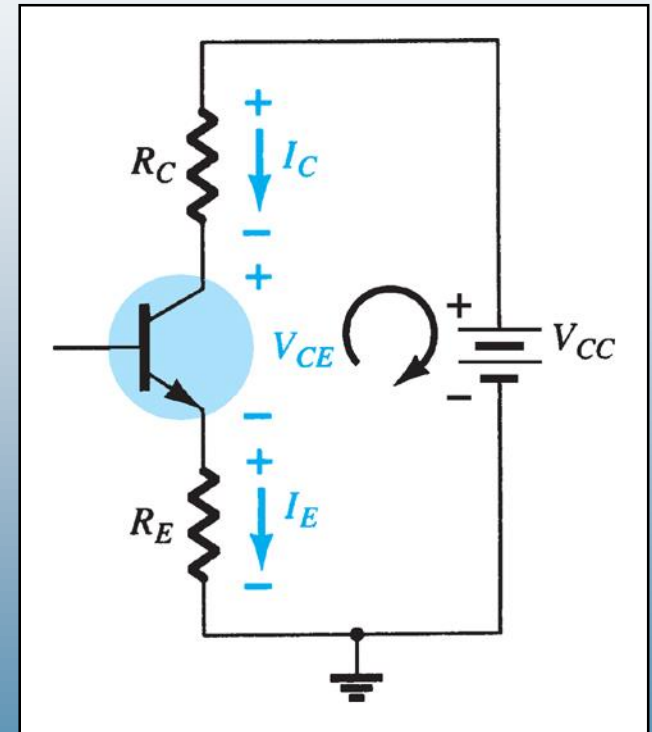 +
R_C I_C
−
+
V_CE + V_CC
− −
+
R_E I_E
−